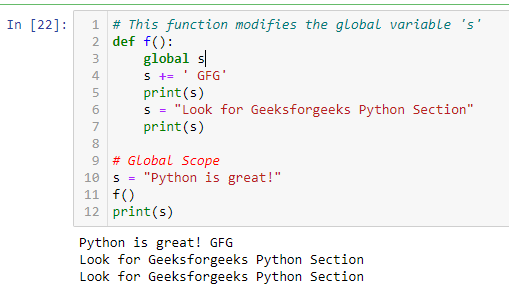 In [22]:
1 # This function modifies the global variable 's'
2 def f():
3     global s
4     s += ' GFG'
5     print(s)
6     s = "Look for Geeksforgeeks Python Section"
7     print(s)
8
9 # Global Scope
10 s = "Python is great!"
11 f()
12 print(s)
Python is great! GFG
Look for Geeksforgeeks Python Section
Look for Geeksforgeeks Python Section